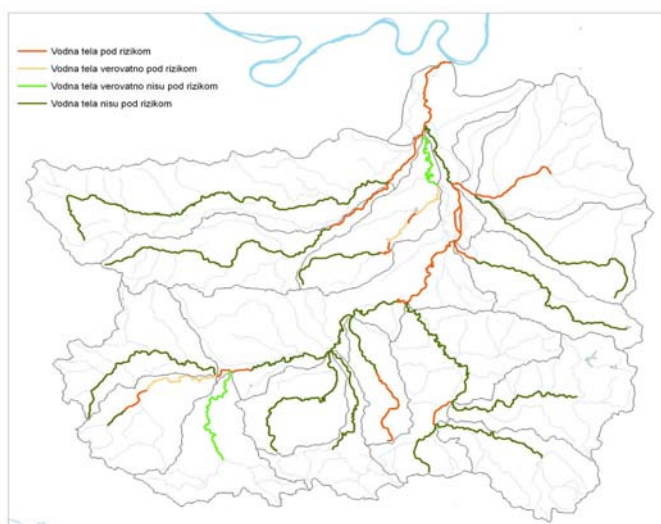 Vodna tela pod rizikom
Vodna tela verovatno pod rizikom
Vodna tela verovatno nisu pod rizikom
Vodna tela nisu pod rizikom